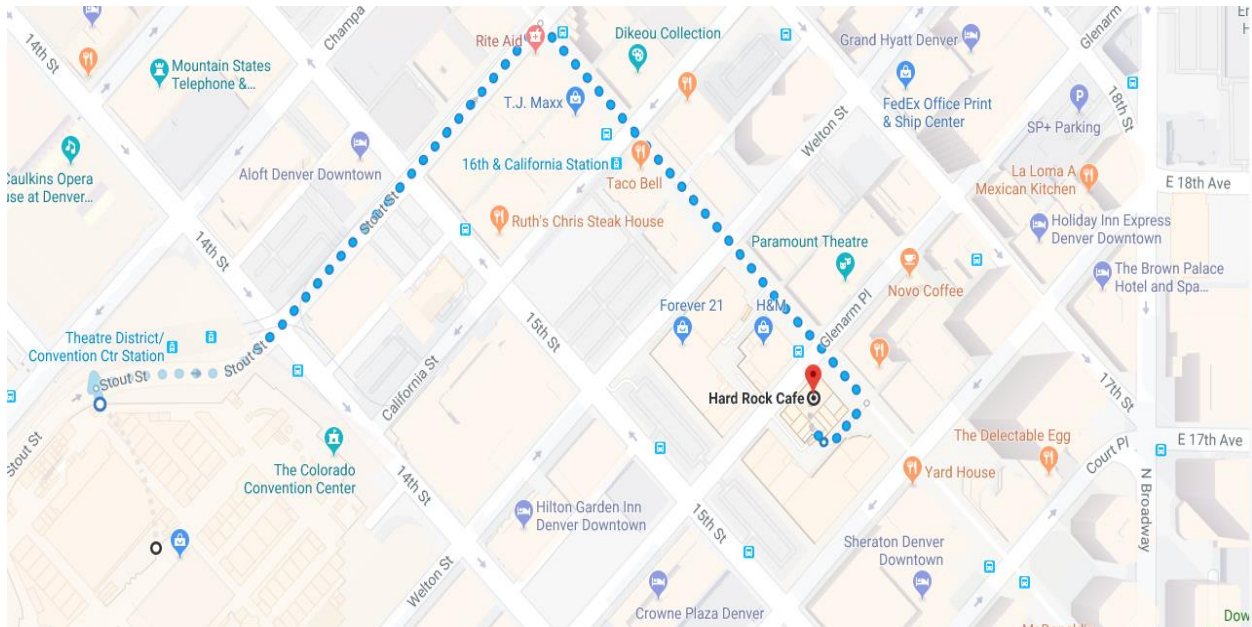 14th St
Champa
Rite Aid
Dikeou Collection
Grand Hyatt Denver
Glenarm
Mountain States
Telephone &...
T.J. Maxx
FedEx Office Print
& Ship Center
18th St
SP+ Parking
Welton St
Caulkins Opera
use at Denver...
Aloft Denver Downtown
16th & California Station
Taco Bell
La Loma A
Mexican Kitchen
E 18th Ave
Stout St
Ruth's Chris Steak House
Holiday Inn Express
Denver Downtown
14th St
Paramount Theatre
The Brown Palace
Hotel and Spa...
Novo Coffee
Forever 21
H&M
Glenarm Pl
Theatre District/
Convention Ctr Station
Stout St
Stout St
15th St
California St
Hard Rock Cafe
17th St
The Delectable Egg
Court Pl
E 17th Ave
Stout St
The Colorado
Convention Center
14th St
Yard House
N Broadway
Hilton Garden Inn
Denver Downtown
15th St
Sheraton Denver
Downtown
Welton St
Crowne Plaza Denver
Dow